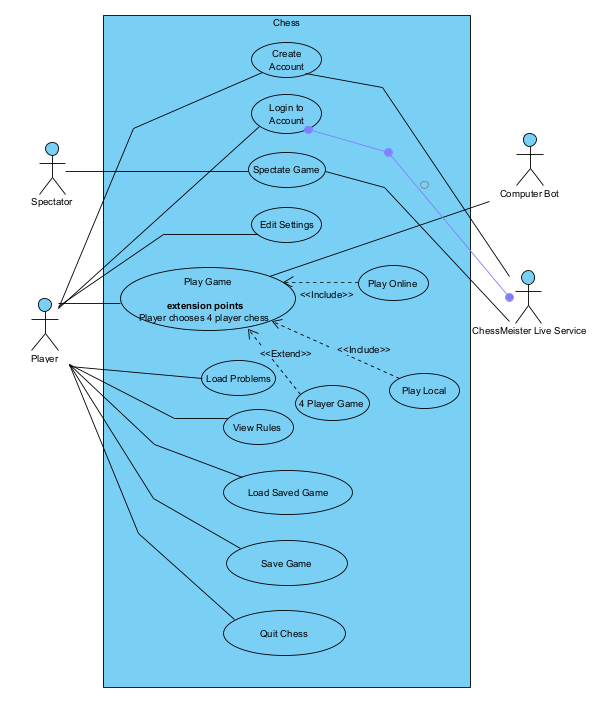 Chess
Create
Account
Login to
Account
Spectate Game
Spectator
Computer Bot
Edit Settings
Play Game
extension points
Player chooses 4 player chess
Play Online
<<Include>>
ChessMeister Live Service
Player
<<Extend>>
<<Include>>
Load Problems
Play Local
4 Player Game
View Rules
Load Saved Game
Save Game
Quit Chess